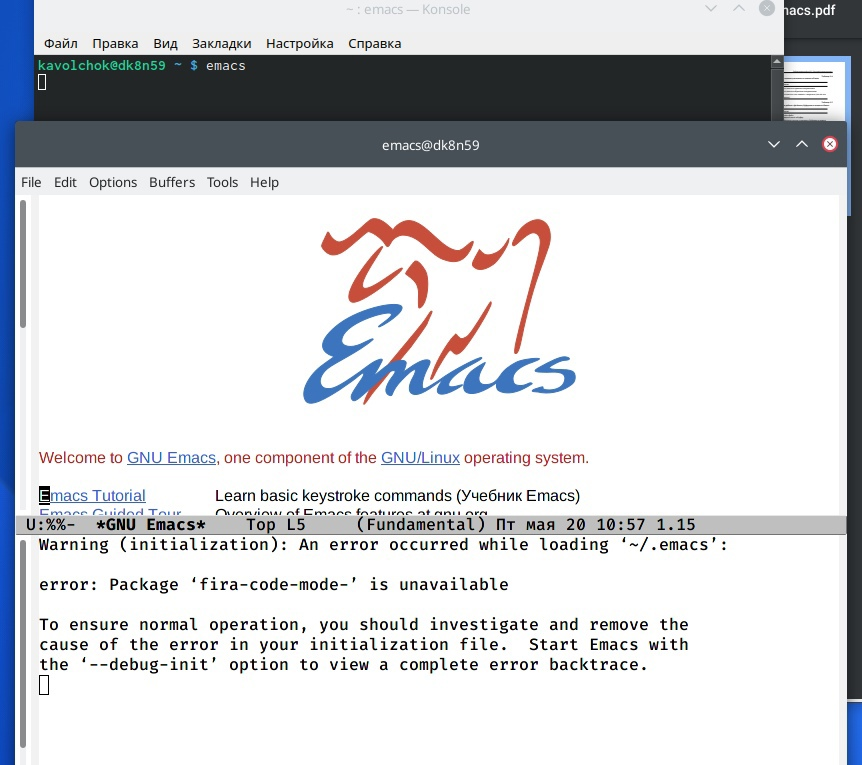 ~ : emacs — Konsole
macs.pdf
Файл Правка Вид Закладки Настройка Справка
kavolchok@dk8n59 ~ $ emacs
emacs@dk8n59
File Edit Options Buffers Tools Help
Emacs
Welcome to GNU Emacs, one component of the GNU/Linux operating system.
Emacs Tutorial Learn basic keystroke commands (Учебник Emacs)
Emacs Guided Tour Overview of Emacs features at gnu.org
U:%%- *GNU Emacs* Top L5 (Fundamental) Пт мая 20 10:57 1.15
Warning (initialization): An error occurred while loading ‘~/.emacs’:
error: Package ‘fira-code-mode-’ is unavailable
To ensure normal operation, you should investigate and remove the
cause of the error in your initialization file. Start Emacs with
the ‘--debug-init’ option to view a complete error backtrace.